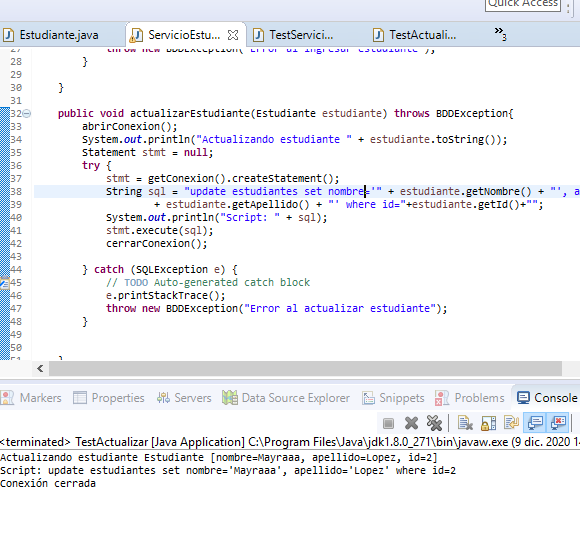 Quick Access
Estudiante.java
ServicioEstu...
TestServici...
TestActuali...
»3
27 throw new BDDException("Error al ingresar estudiante");
28 }
29
30 }
31
32 public void actualizarEstudiante(Estudiante estudiante) throws BDDException{
33 abrirConexion();
34 System.out.println("Actualizando estudiante " + estudiante.toString());
35 Statement stmt = null;
36 try {
37 stmt = getConexion().createStatement();
38 String sql = "update estudiantes set nombre='" + estudiante.getNombre() + "', a
39 + estudiante.getApellido() + "' where id="+estudiante.getId()+"";
40 System.out.println("Script: " + sql);
41 stmt.execute(sql);
42 cerrarConexion();
43
44 } catch (SQLException e) {
45 // TODO Auto-generated catch block
46 e.printStackTrace();
47 throw new BDDException("Error al actualizar estudiante");
48 }
49
50
51 }
Markers
Properties
Servers
Data Source Explorer
Snippets
Problems
Console
<terminated> TestActualizar [Java Application] C:\Program Files\Java\jdk1.8.0_271\bin\javaw.exe (9 dic. 2020 14
Actualizando estudiante Estudiante [nombre=Mayraaa, apellido=Lopez, id=2]
Script: update estudiantes set nombre='Mayraaa', apellido='Lopez' where id=2
Conexión cerrada